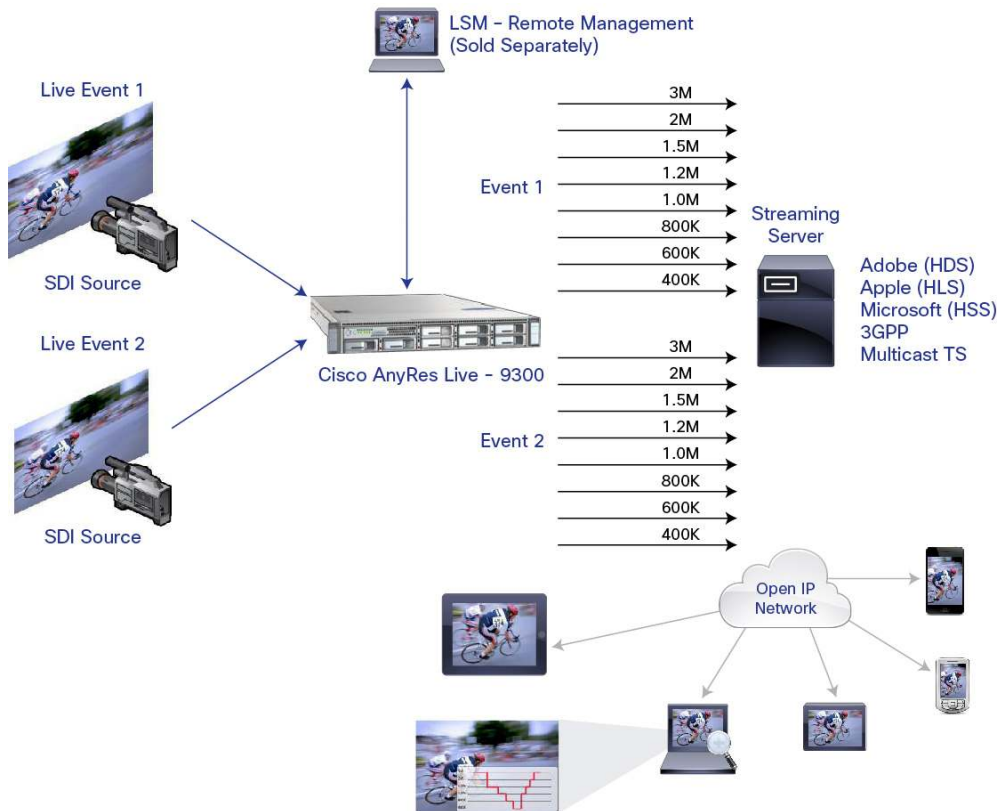 LSM - Remote Management
(Sold Separately)
Live Event 1
SDI Source
Live Event 2
SDI Source
Cisco AnyRes Live - 9300
Event 1
3M
2M
1.5M
1.2M
1.0M
800K
600K
400K
Event 2
3M
2M
1.5M
1.2M
1.0M
800K
600K
400K
Streaming
Server
Adobe (HDS)
Apple (HLS)
Microsoft (HSS)
3GPP
Multicast TS
Open IP
Network